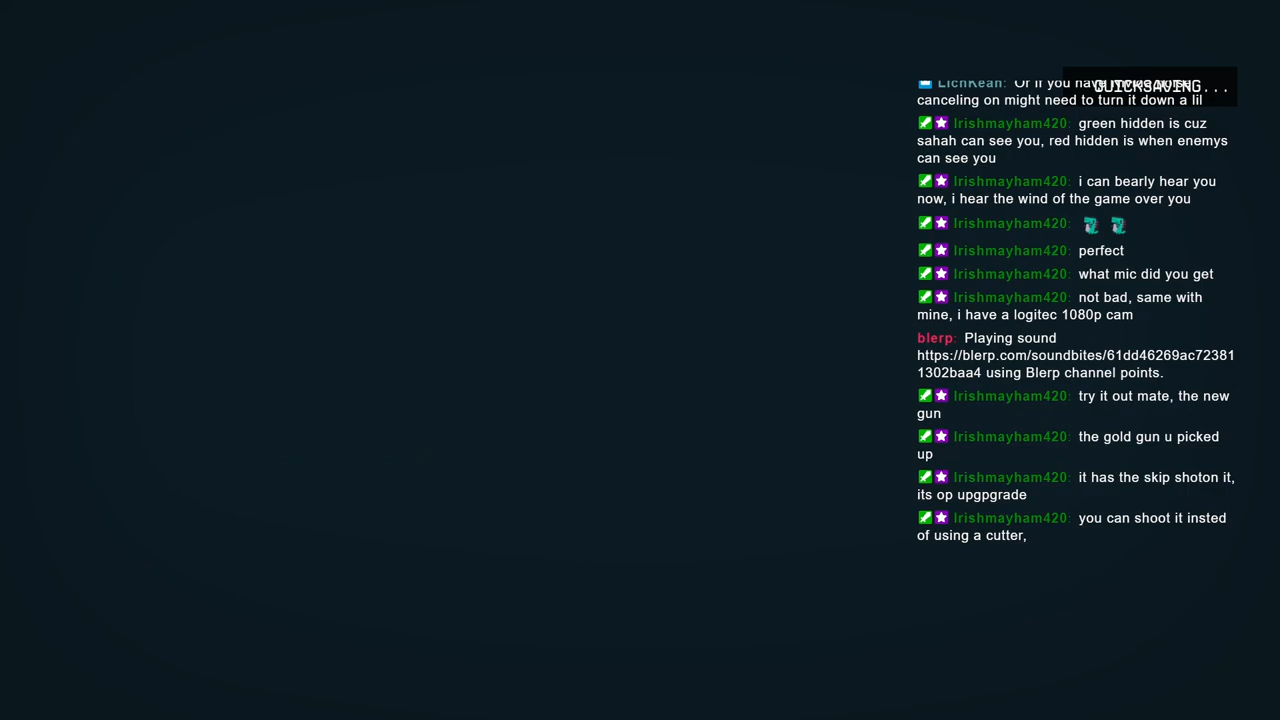 LichKean: Or if you have
QUICKSAVING...
canceling on might need to turn it down a lil
Irishmayham420: green hidden is cuz
sahah can see you, red hidden is when enemys
can see you
Irishmayham420: i can bearly hear you
now, i hear the wind of the game over you
Irishmayham420:
Irishmayham420: perfect
Irishmayham420: what mic did you get
Irishmayham420: not bad, same with
mine, i have a logitec 1080p cam
blerp: Playing sound
https://blerp.com/soundbites/61dd46269ac72381
1302baa4 using Blerp channel points.
Irishmayham420: try it out mate, the new
gun
Irishmayham420: the gold gun u picked
up
Irishmayham420: it has the skip shoton it,
its op upgpgrade
Irishmayham420: you can shoot it insted
of using a cutter,